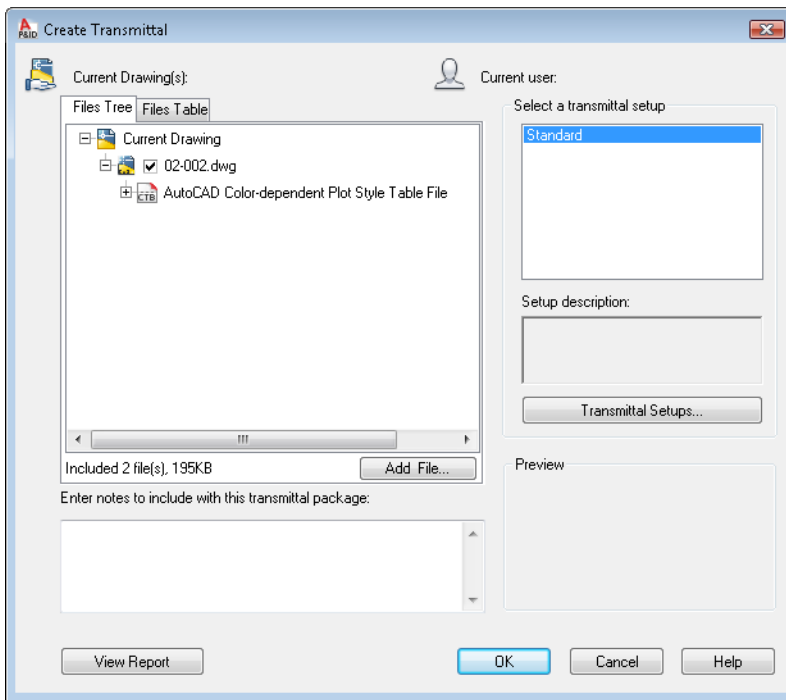 P&ID Create Transmittal
Current Drawing(s):
Current user:
Files Tree
Files Table
Current Drawing
02-002.dwg
CTB AutoCAD Color-dependent Plot Style Table File
Included 2 file(s), 195KB
Add File...
Enter notes to include with this transmittal package:
Select a transmittal setup
Standard
Setup description:
Transmittal Setups...
Preview
View Report
OK
Cancel
Help